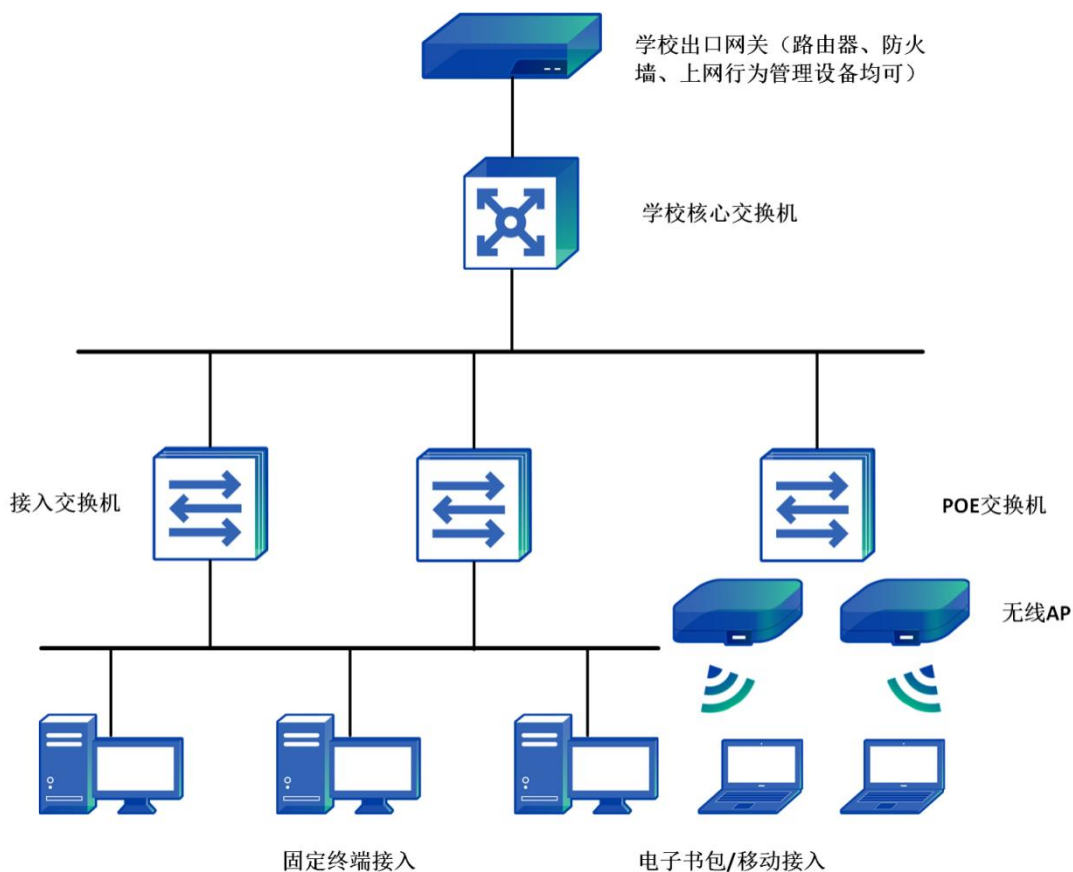 学校出口网关（路由器、防火
墙、上网行为管理设备均可）
学校核心交换机
接入交换机
POE交换机
无线AP
固定终端接入
电子书包/移动接入